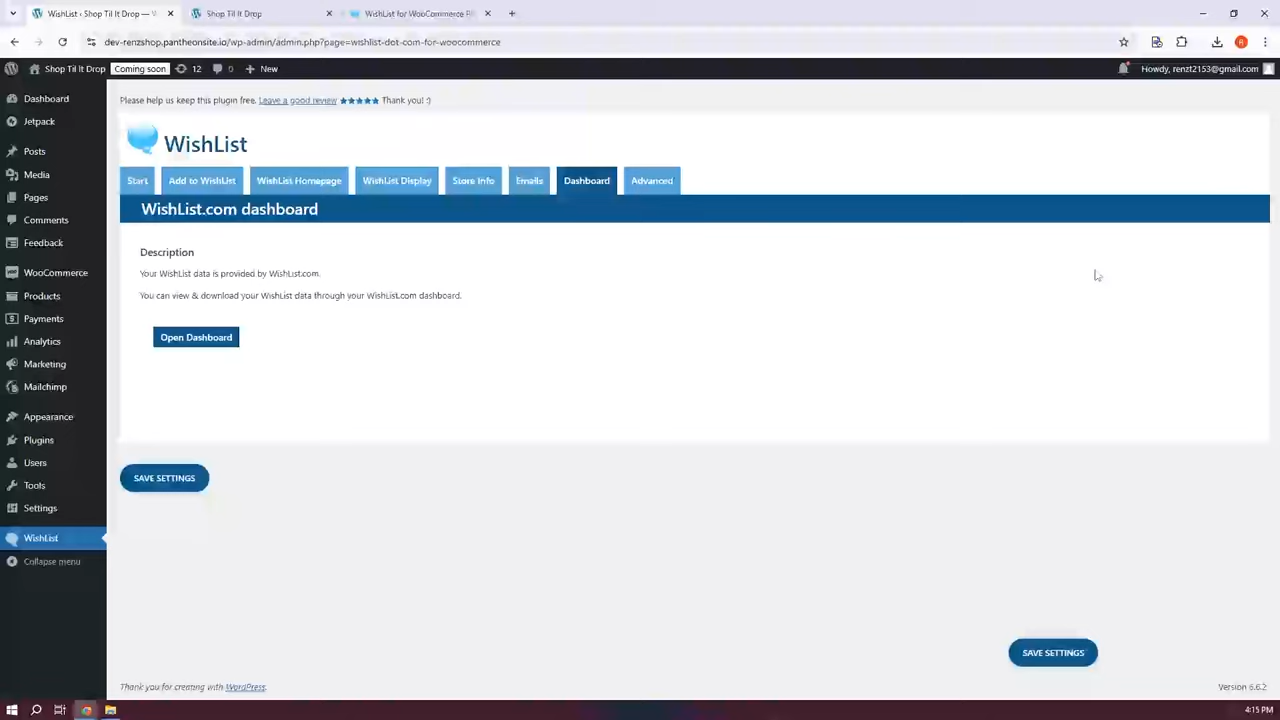 WishList ‹ Shop Til It Drop — W
Shop Til It Drop
WishList for WooCommerce Pl
dev-renzshop.pantheonsite.io/wp-admin/admin.php?page=wishlist-dot-com-for-woocommerce
Shop Til It Drop
Coming soon
12
0
New
Howdy, renzt2153@gmail.com
Dashboard
Jetpack
Posts
Media
Pages
Comments
Feedback
WooCommerce
Products
Payments
Analytics
Marketing
Mailchimp
Appearance
Plugins
Users
Tools
Settings
WishList
Collapse menu
Please help us keep this plugin free. Leave a good review ★★★★★ Thank you! :)
WishList
Start
Add to WishList
WishList Homepage
WishList Display
Store Info
Emails
Dashboard
Advanced
WishList.com dashboard
Description
Your WishList data is provided by WishList.com.
You can view & download your WishList data through your WishList.com dashboard.
Open Dashboard
SAVE SETTINGS
SAVE SETTINGS
Thank you for creating with WordPress.
Version 6.6.2
4:15 PM